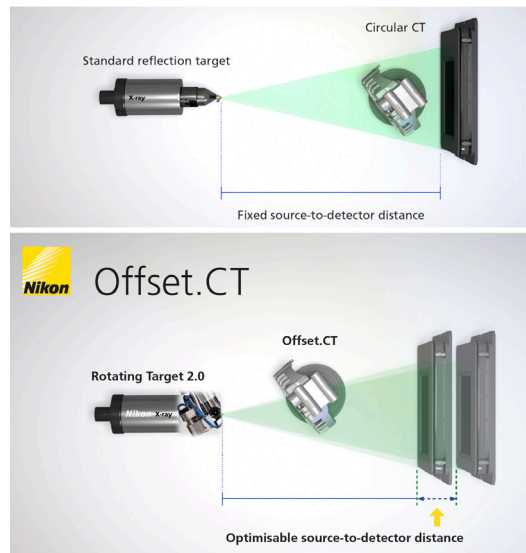 Circular CT
Standard reflection target
X-ray
Fixed source-to-detector distance
Nikon
Offset.CT
Offset.CT
Rotating Target 2.0
Nikon X-ray
Optimisable source-to-detector distance